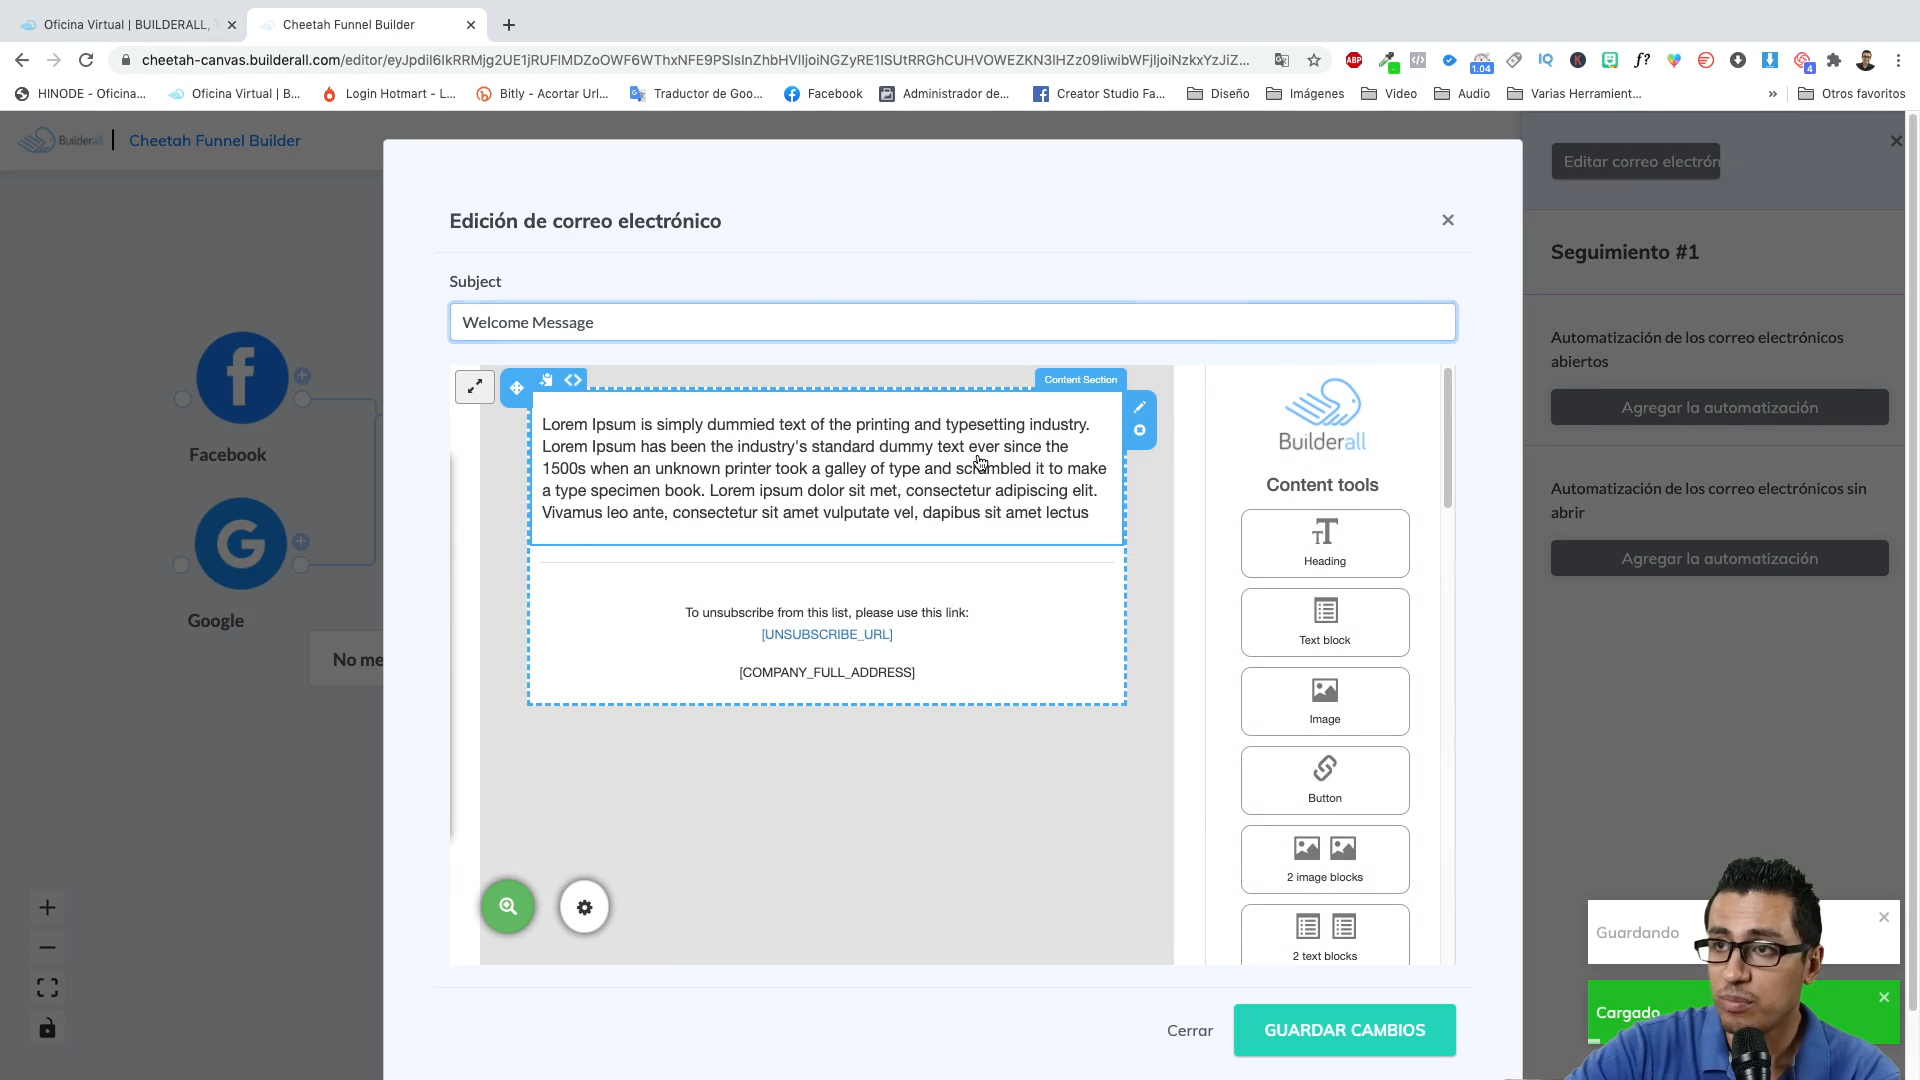 Oficina Virtual | BUILDERALL, T
Cheetah Funnel Builder
cheetah-canvas.builderall.com/editor/
1.04
4
HINODE - Oficina...
Oficina Virtual | B...
Login Hotmart - L...
Bitly - Acortar Url...
Traductor de Goo...
Facebook
Administrador de...
Creator Studio Fa...
Diseño
Imágenes
Video
Audio
Varias Herramient...
»
Otros favoritos
Builderall
Cheetah Funnel Builder
Editar correo electrón
Edición de correo electrónico
Subject
Welcome Message
Content Section
Lorem Ipsum is simply dummied text of the printing and typesetting industry.
Lorem Ipsum has been the industry's standard dummy text ever since the
1500s when an unknown printer took a galley of type and scrambled it to make
a type specimen book. Lorem ipsum dolor sit met, consectetur adipiscing elit.
Vivamus leo ante, consectetur sit amet vulputate vel, dapibus sit amet lectus
To unsubscribe from this list, please use this link:
[UNSUBSCRIBE_URL]
[COMPANY_FULL_ADDRESS]
Builderall
Content tools
Heading
Text block
Image
Button
2 image blocks
2 text blocks
Seguimiento #1
Automatización de los correo electrónicos
abiertos
Agregar la automatización
Automatización de los correo electrónicos sin
abrir
Agregar la automatización
Facebook
Google
No me
Guardando
Cargado
Cerrar
GUARDAR CAMBIOS